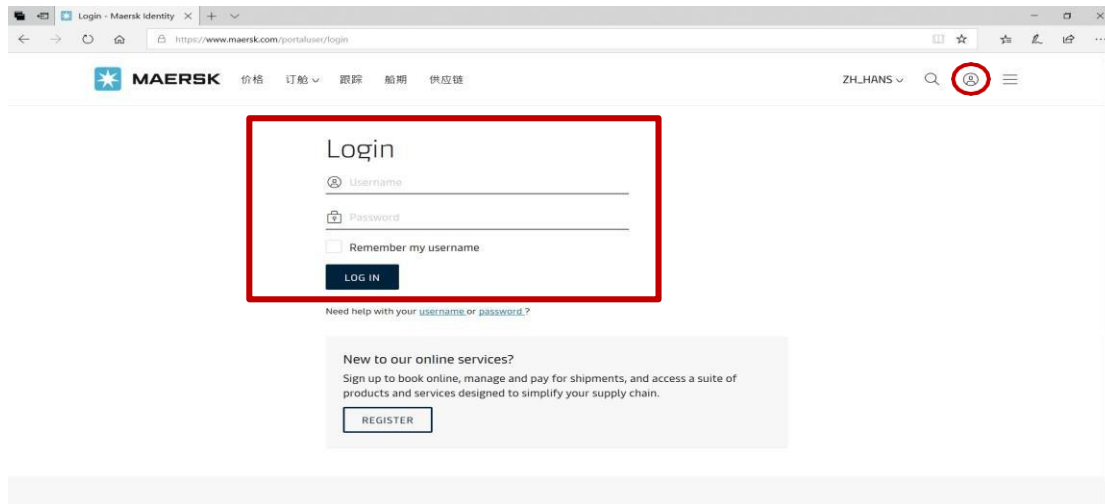 Login - Maersk Identity
https://www.maersk.com/portaluser/login
MAERSK 价格 订舱 跟踪 船期 供应链 ZH_HANS
Login
Username
Password
Remember my username
LOG IN
Need help with your username or password ?
New to our online services?
Sign up to book online, manage and pay for shipments, and access a suite of
products and services designed to simplify your supply chain.
REGISTER